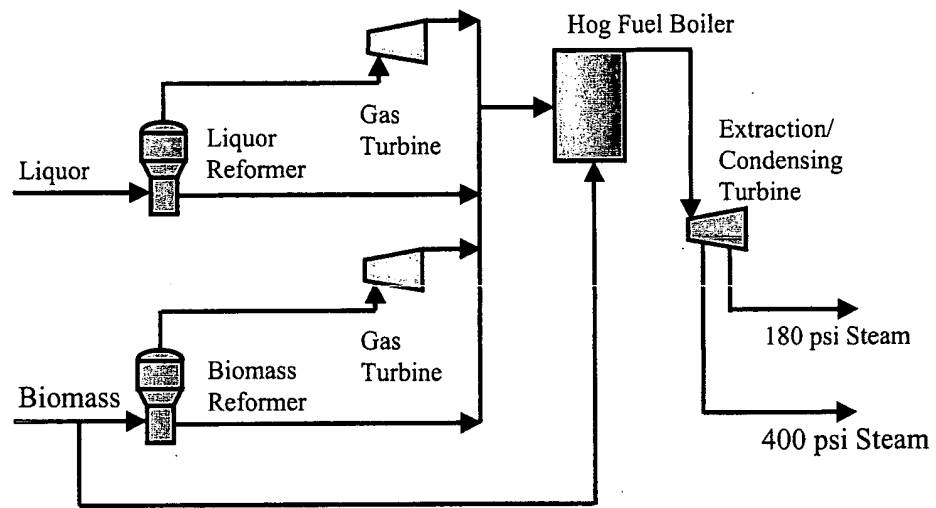 Hog Fuel Boiler
Gas
Turbine
Extraction/
Condensing
Turbine
Liquor
Liquor
Reformer
180 psi Steam
Gas
Turbine
Biomass
Biomass
Reformer
400 psi Steam